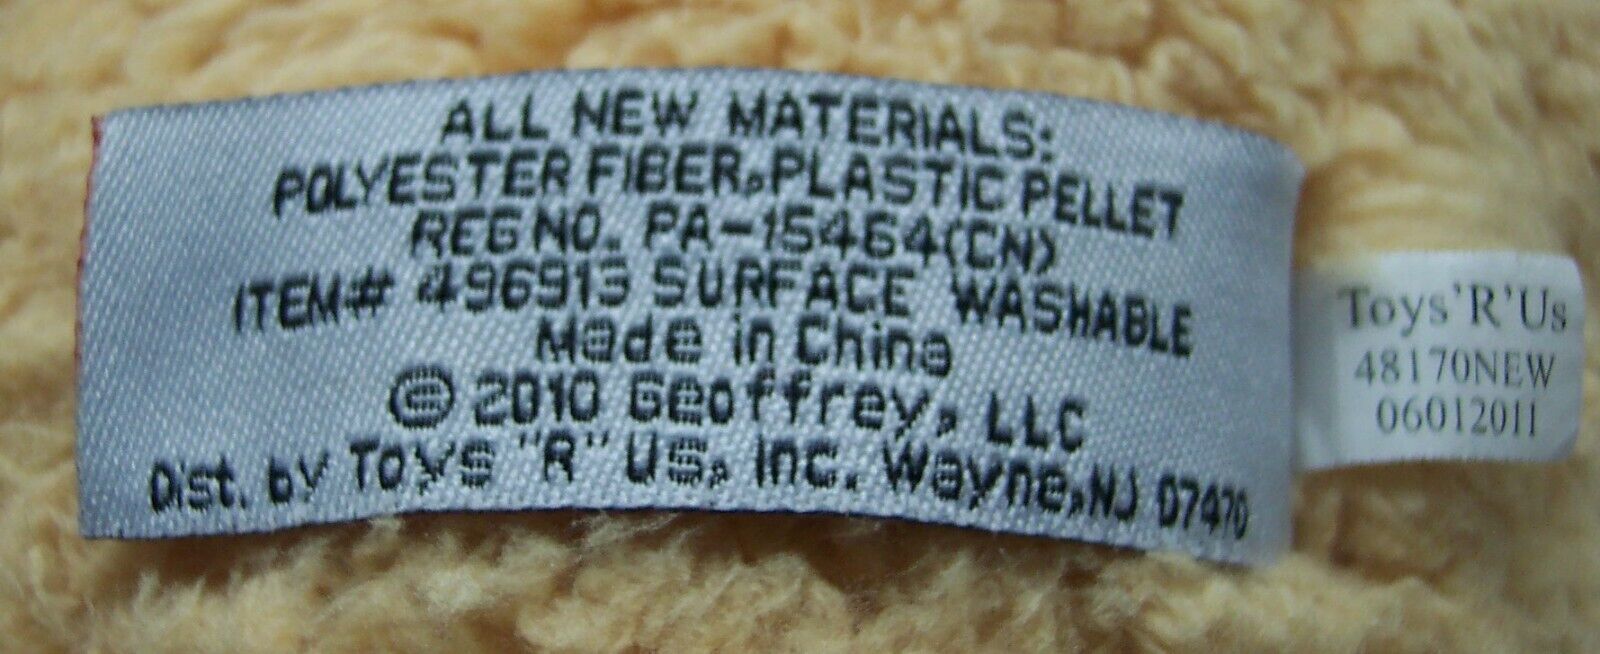 ALL NEW MATERIALS:
POLYESTER FIBER, PLASTIC PELLET
REG NO. PA-15464(CN)
ITEM# 496913 SURFACE WASHABLE
Made in China
© 2010 Geoffrey, LLC
Dist. by Toys "R" Us, Inc. Wayne, NJ 07470
Toys'R'Us
48170NEW
06012011